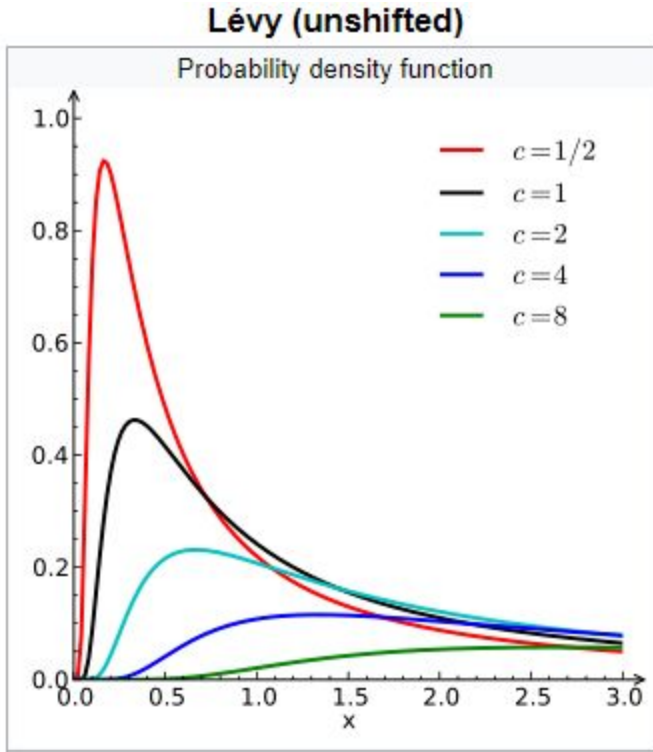 Lévy (unshifted)
Probability density function
1.0
0.8
0.6
0.4
0.2
0.0
c=1/2
c=1
c=2
c=4
c=8
0.0 0.5 1.0 1.5 2.0 2.5 3.0
x